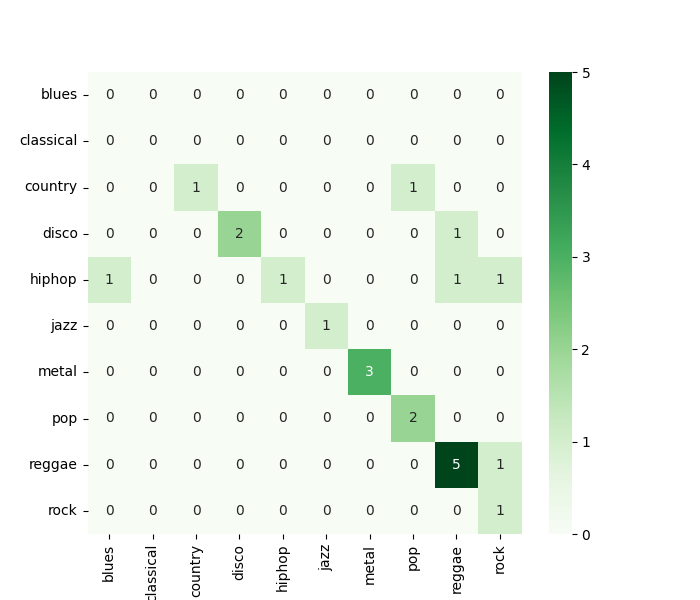 blues 0 0 0 0 0 0 0 0 0 0
classical 0 0 0 0 0 0 0 0 0 0
country 0 0 1 0 0 0 0 1 0 0
disco 0 0 0 2 0 0 0 0 1 0
hiphop 1 0 0 0 1 0 0 0 1 1
jazz 0 0 0 0 0 1 0 0 0 0
metal 0 0 0 0 0 0 3 0 0 0
pop 0 0 0 0 0 0 0 2 0 0
reggae 0 0 0 0 0 0 0 0 5 1
rock 0 0 0 0 0 0 0 0 0 1
blues classical country disco hiphop jazz metal pop reggae rock
5
4
3
2
1
0